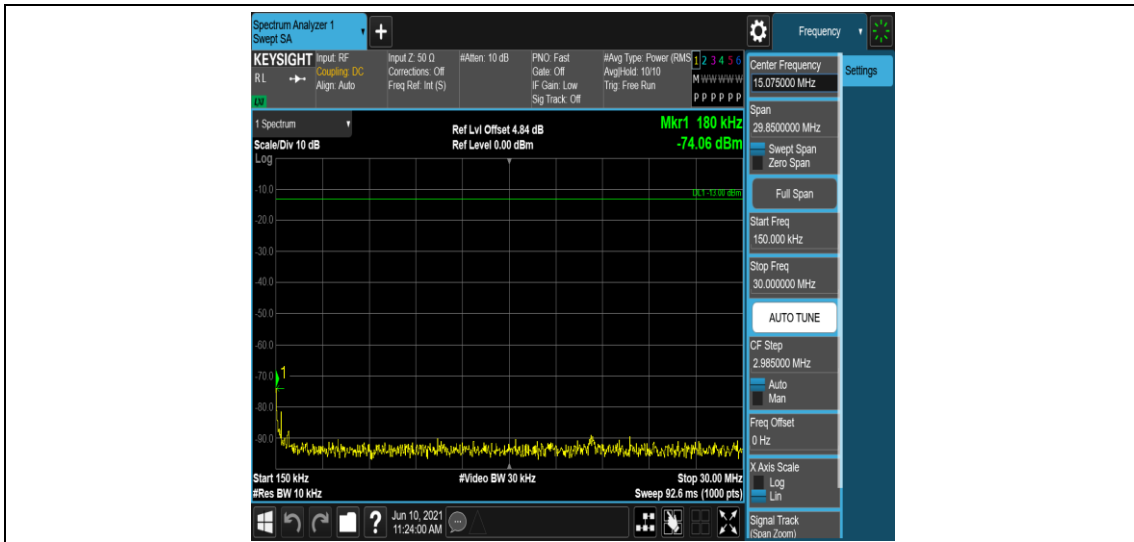 Spectrum Analyzer 1
Swept SA
+
Frequency
KEYSIGHT
RL
LXI
Input: RF
Coupling: DC
Align: Auto
Input Z: 50 Ω
Corrections: Off
Freq Ref: Int (S)
#Atten: 10 dB
PNO: Fast
Gate: Off
IF Gain: Low
Sig Track: Off
#Avg Type: Power (RMS
Avg|Hold: 10/10
Trig: Free Run
1 2 3 4 5 6
M W W W W W
P P P P P P
1 Spectrum
Scale/Div 10 dB
Log
Ref Lvl Offset 4.84 dB
Ref Level 0.00 dBm
Mkr1 180 kHz
-74.06 dBm
DL1 -13.00 dBm
-10.0
-20.0
-30.0
-40.0
-50.0
-60.0
-70.0
1
-80.0
-90.0
Start 150 kHz
#Res BW 10 kHz
#Video BW 30 kHz
Stop 30.00 MHz
Sweep 92.6 ms (1000 pts)
Center Frequency
15.075000 MHz
Settings
Span
29.8500000 MHz
Swept Span
Zero Span
Full Span
Start Freq
150.000 kHz
Stop Freq
30.000000 MHz
AUTO TUNE
CF Step
2.985000 MHz
Auto
Man
Freq Offset
0 Hz
X Axis Scale
Log
Lin
Signal Track
(Span Zoom)
?
Jun 10, 2021
11:24:00 AM